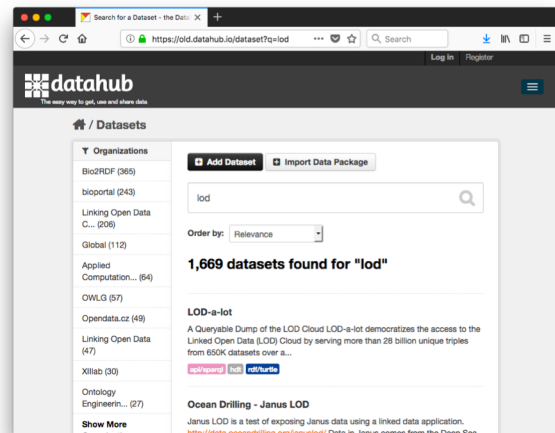 Search for a Dataset - the Data
https://old.datahub.io/dataset?q=lod
Search
Log in Register
datahub
The easy way to get, use and share data
/ Datasets
Organizations
Bio2RDF (365)
bioportal (243)
Linking Open Data
C... (206)
Global (112)
Applied
Computation... (64)
OWLG (57)
Opendata.cz (49)
Linking Open Data
(47)
XIIlab (30)
Ontology
Engineerin... (27)
Show More
Add Dataset Import Data Package
lod
Order by: Relevance
1,669 datasets found for "lod"
LOD-a-lot
A Queryable Dump of the LOD Cloud LOD-a-lot democratizes the access to the
Linked Open Data (LOD) Cloud by serving more than 28 billion unique triples
from 650K datasets over a...
api/sparql hdt rdf/turtle
Ocean Drilling - Janus LOD
Janus LOD is a test of exposing Janus data using a linked data application.